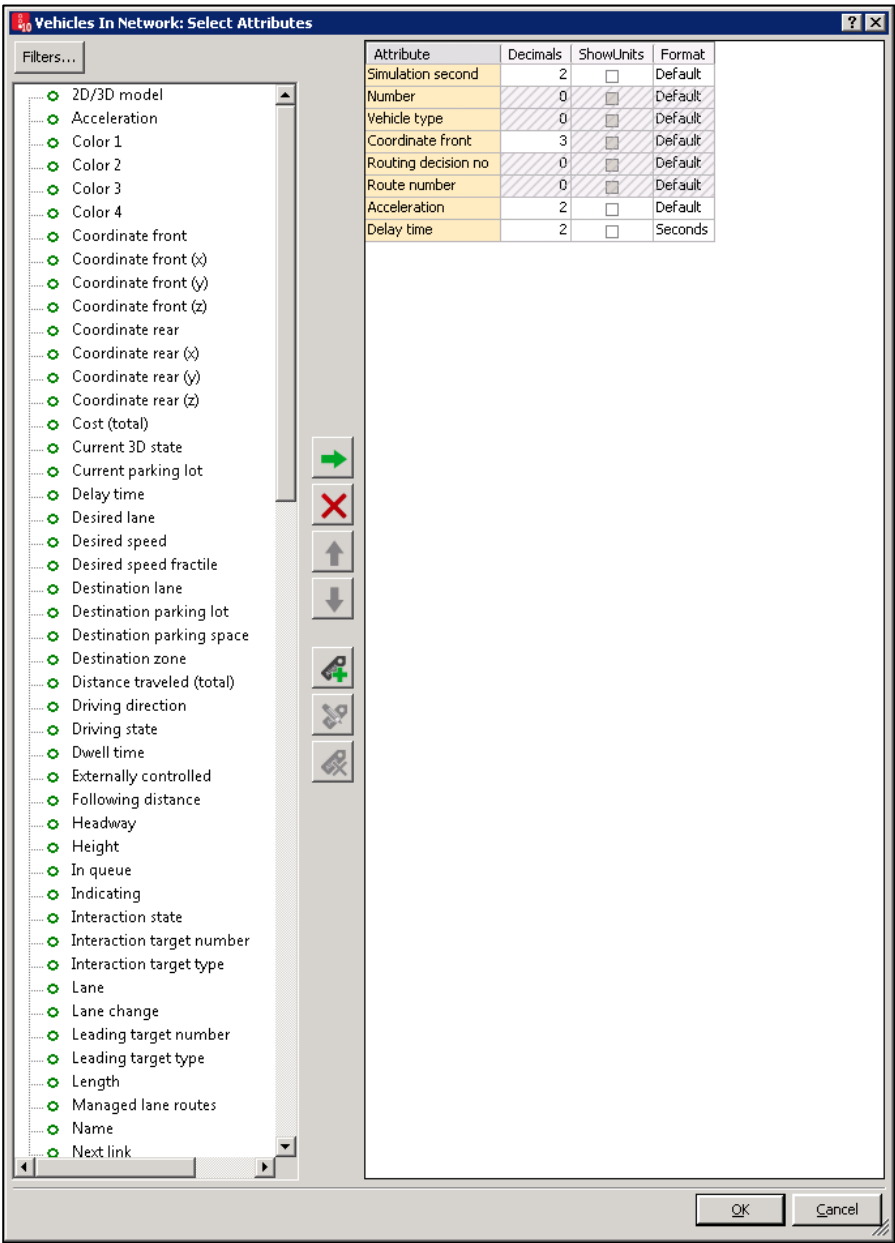 10 Vehicles In Network: Select Attributes
Filters...
2D/3D model
Acceleration
Color 1
Color 2
Color 3
Color 4
Coordinate front
Coordinate front (x)
Coordinate front (y)
Coordinate front (z)
Coordinate rear
Coordinate rear (x)
Coordinate rear (y)
Coordinate rear (z)
Cost (total)
Current 3D state
Current parking lot
Delay time
Desired lane
Desired speed
Desired speed fractile
Destination lane
Destination parking lot
Destination parking space
Destination zone
Distance traveled (total)
Driving direction
Driving state
Dwell time
Externally controlled
Following distance
Headway
Height
In queue
Indicating
Interaction state
Interaction target number
Interaction target type
Lane
Lane change
Leading target number
Leading target type
Length
Managed lane routes
Name
Next link
Attribute Decimals ShowUnits Format
Simulation second 2 Default
Number 0 Default
Vehicle type 0 Default
Coordinate front 3 Default
Routing decision no 0 Default
Route number 0 Default
Acceleration 2 Default
Delay time 2 Seconds
OK Cancel